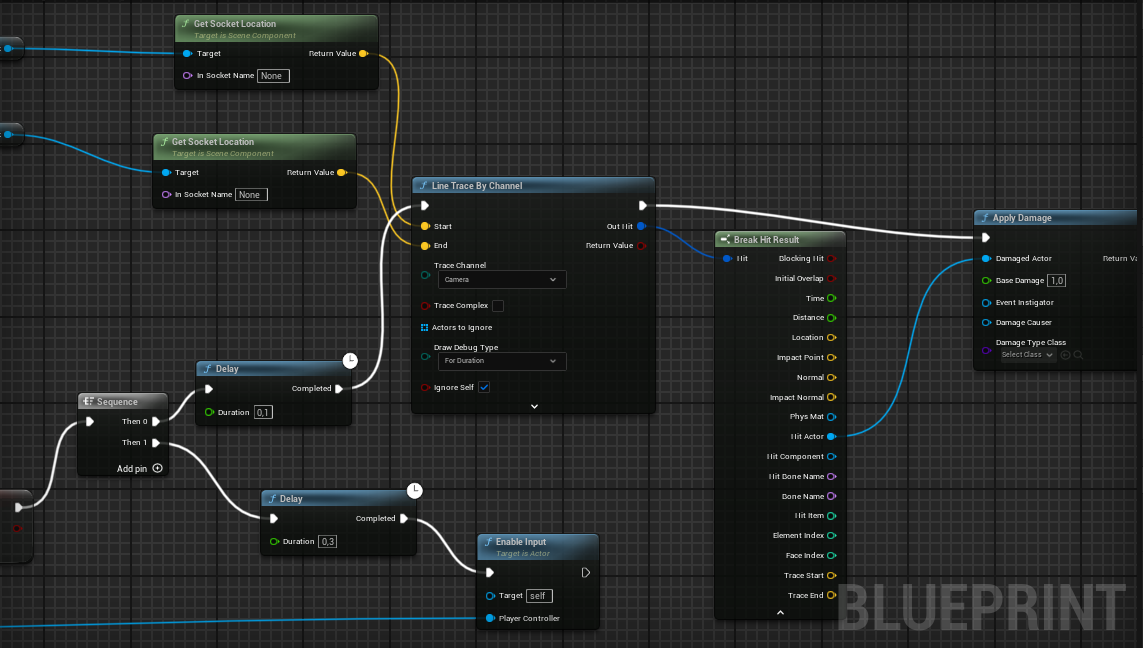 Get Socket Location
Target is Scene Component
Target
Return Value
In Socket Name None
Get Socket Location
Target is Scene Component
Target
Return Value
In Socket Name None
Line Trace By Channel
Start
Out Hit
End
Return Value
Trace Channel
Camera
Trace Complex
Actors to Ignore
Draw Debug Type
For Duration
Ignore Self
Break Hit Result
Hit
Blocking Hit
Initial Overlap
Time
Distance
Location
Impact Point
Normal
Impact Normal
Phys Mat
Hit Actor
Hit Component
Hit Bone Name
Bone Name
Hit Item
Element Index
Face Index
Trace Start
Trace End
Apply Damage
Damaged Actor
Return Va
Base Damage 1,0
Event Instigator
Damage Causer
Damage Type Class
Select Class
Delay
Completed
Duration 0,1
Sequence
Then 0
Then 1
Add pin
Delay
Completed
Duration 0,3
Enable Input
Target is Actor
Target self
Player Controller
BLUEPRINT